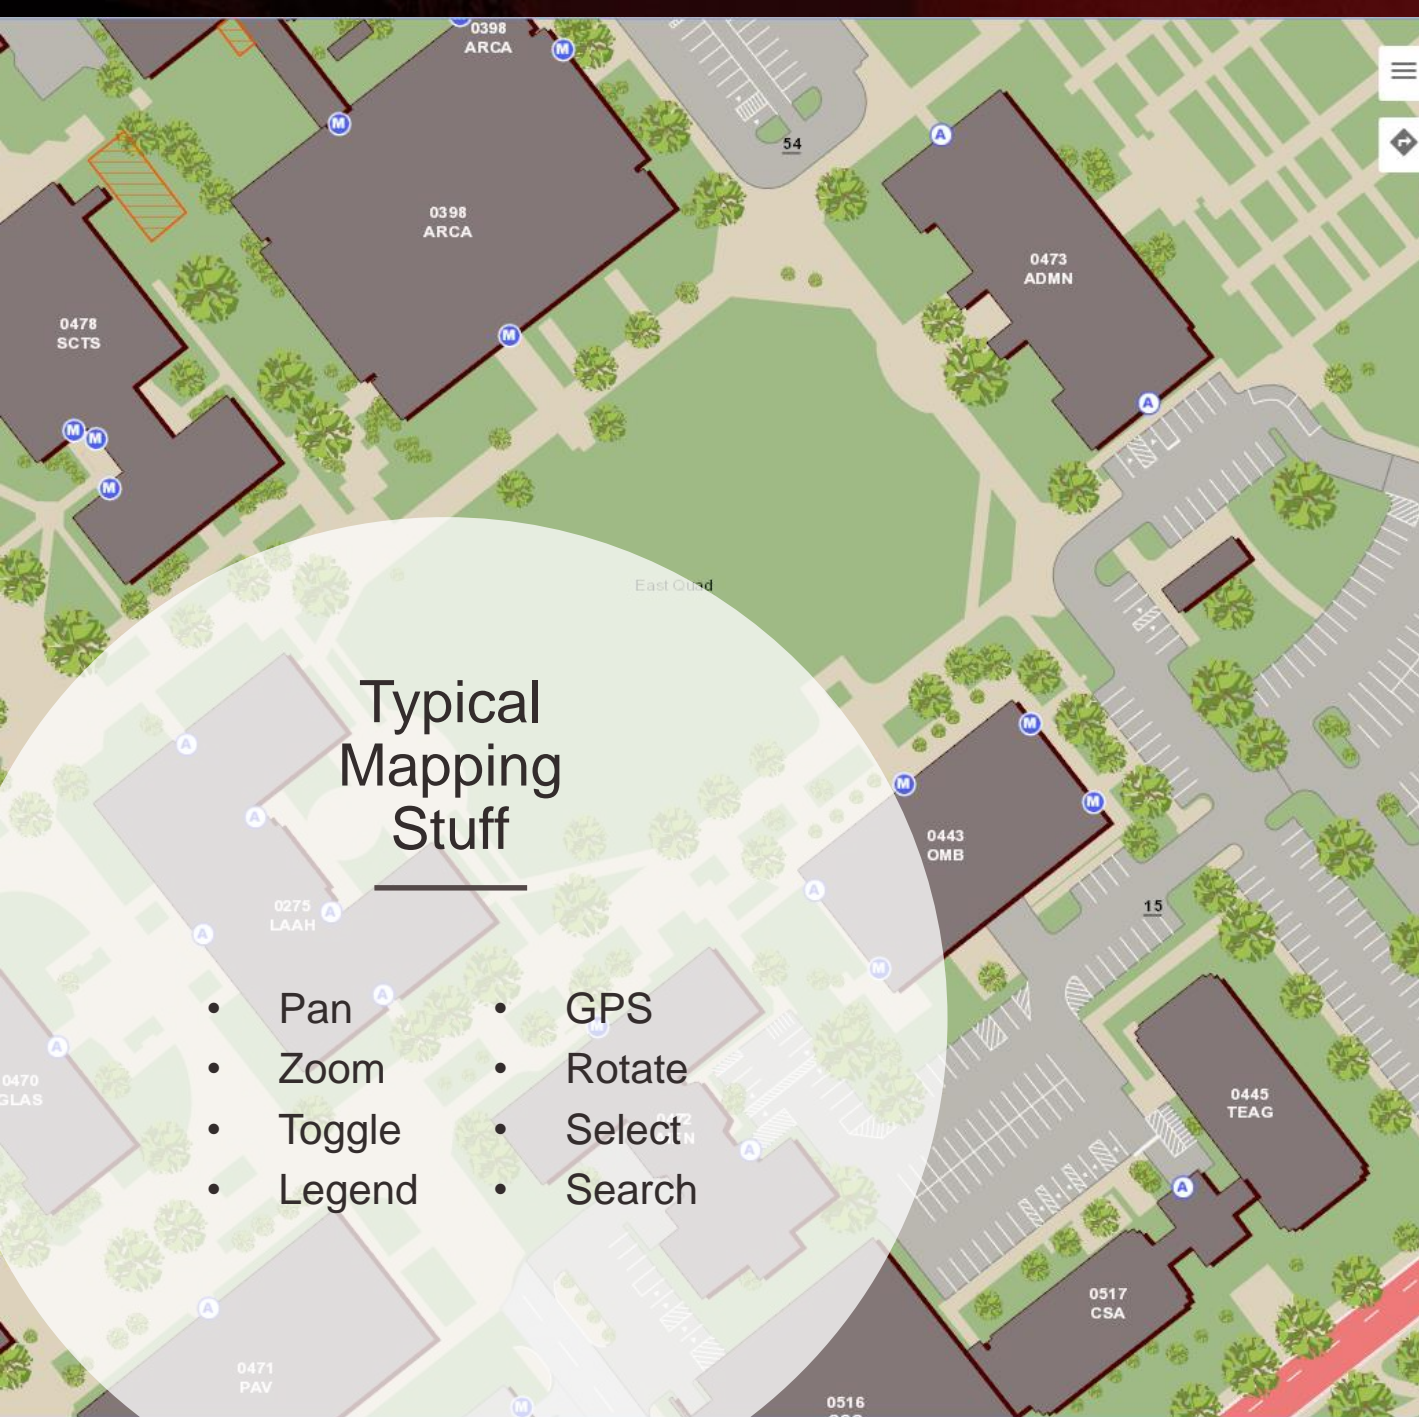 0398
ARCA
M
M
M
54
A
0398
ARCA
0473
ADMN
0478
SCTS
M
A
M
M
M
East Quad
Typical
Mapping
Stuff
A
M
M
M
A
0443
OMB
A
0275
LAAH
A
A
A
15
M
• Pan
• Zoom
• Toggle
• Legend
A
• GPS
• Rotate
• Select
• Search
M
A
0470
GLAS
A
0445
TEAG
A
A
0517
CSA
0471
PAV
0516
M